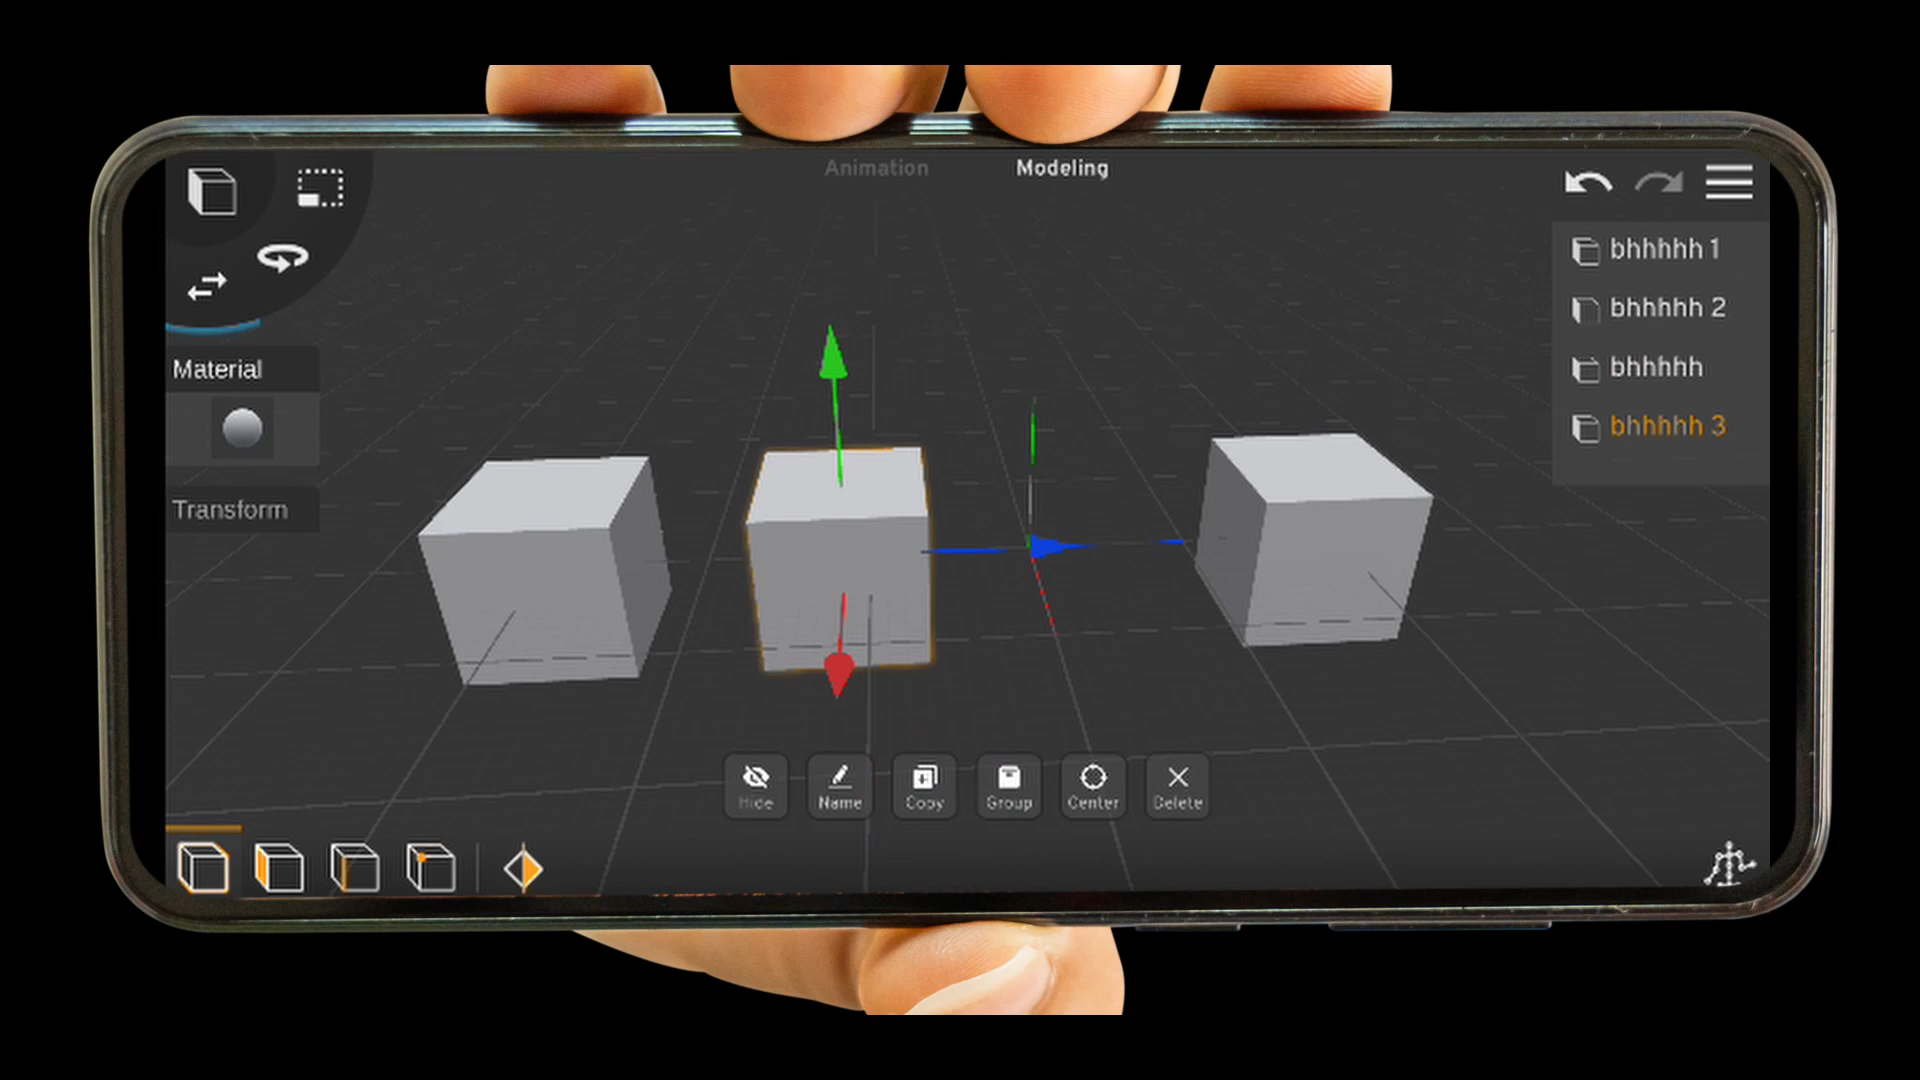 Animation Modeling
bhhhhh 1
bhhhhh 2
bhhhhh
bhhhhh 3
Material
Transform
Hide Name Copy Group Center Delete